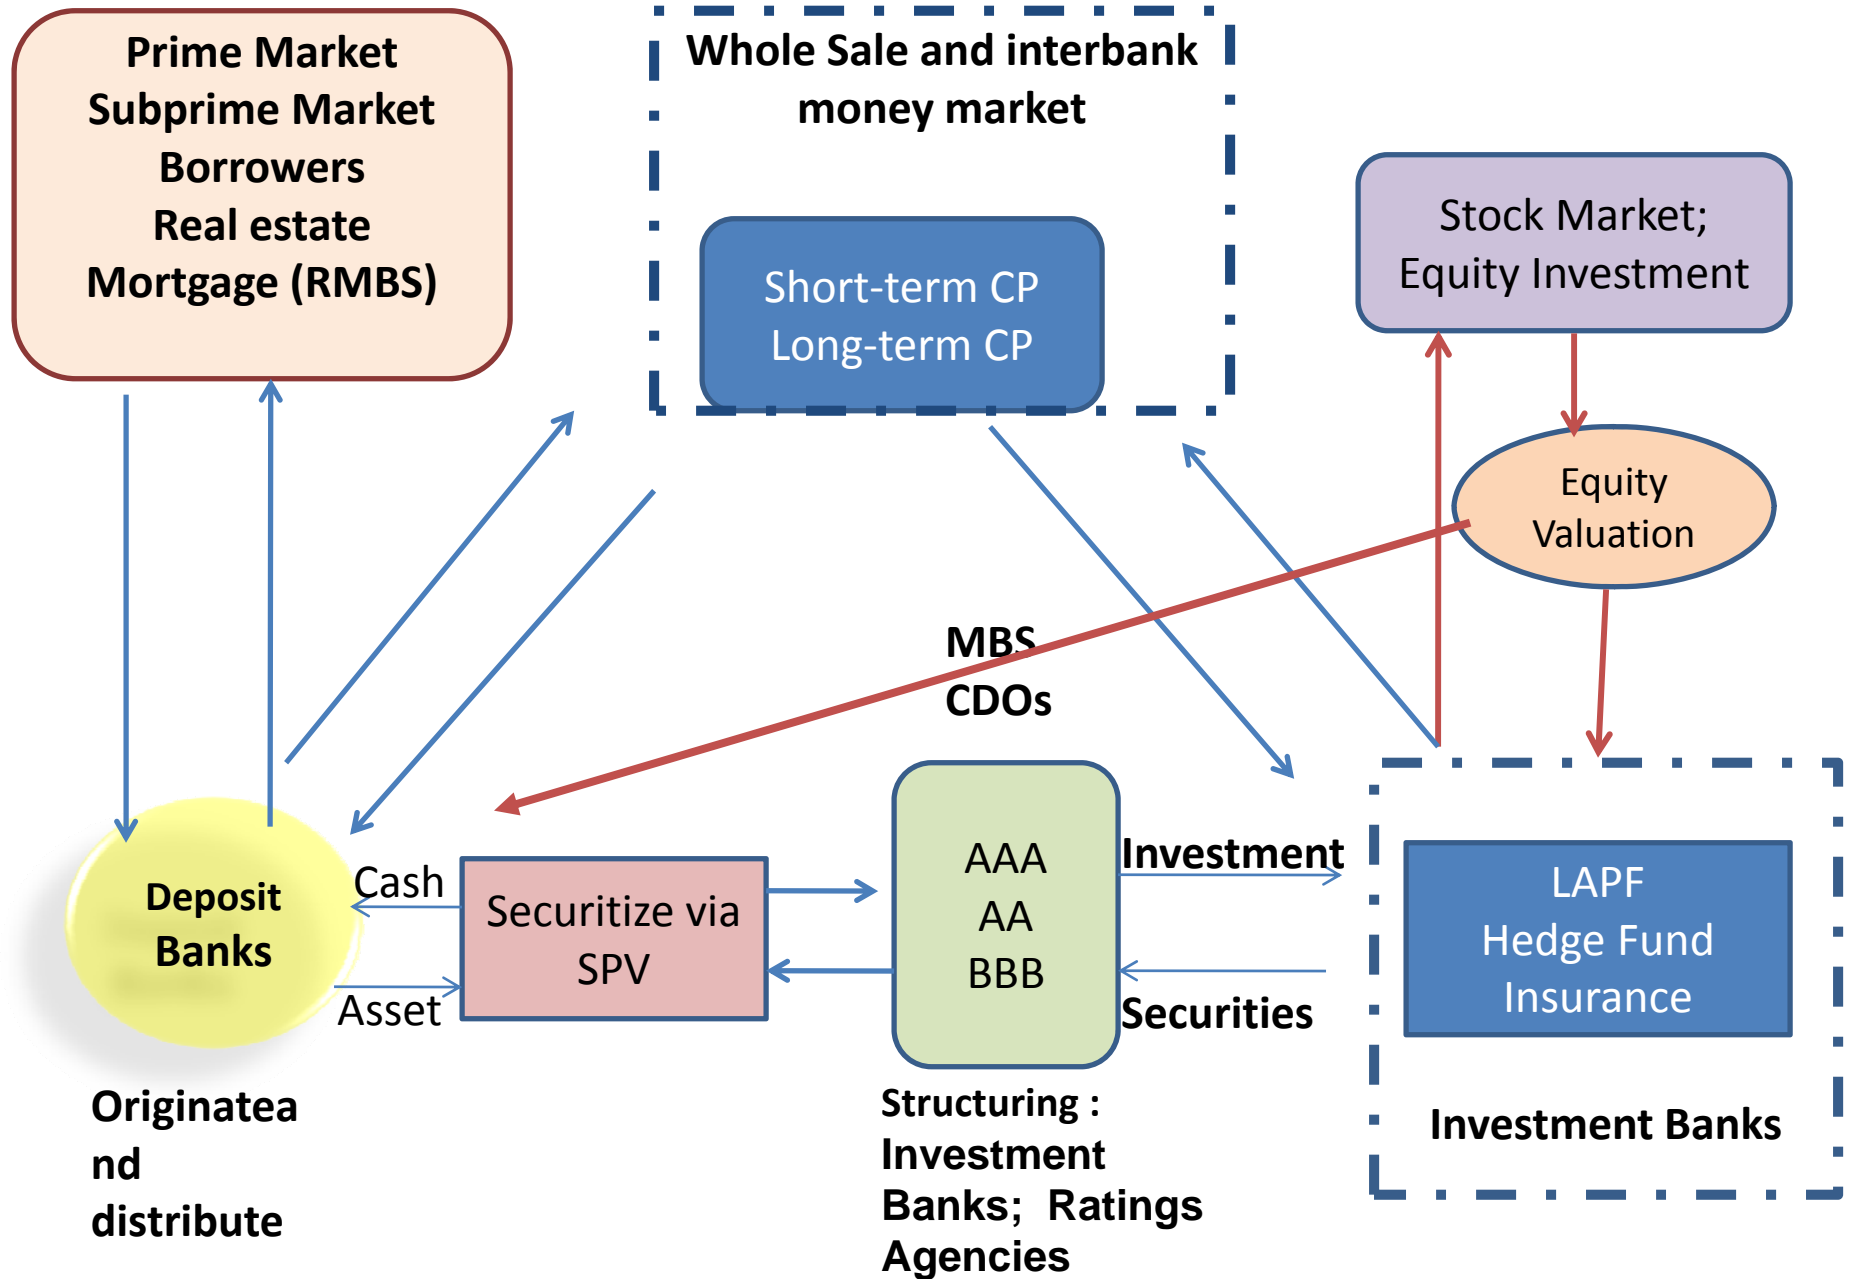 Prime Market
Subprime Market
Borrowers
Real estate
Mortgage (RMBS)
Whole Sale and interbank
money market
Short-term CP
Long-term CP
Stock Market;
Equity Investment
Equity
Valuation
MBS
CDOs
Deposit
Banks
Cash
Asset
Securitize via
SPV
AAA
AA
BBB
Investment
Securities
LAPF
Hedge Fund
Insurance
Investment Banks
Originatea
nd
distribute
Structuring :
Investment
Banks; Ratings
Agencies